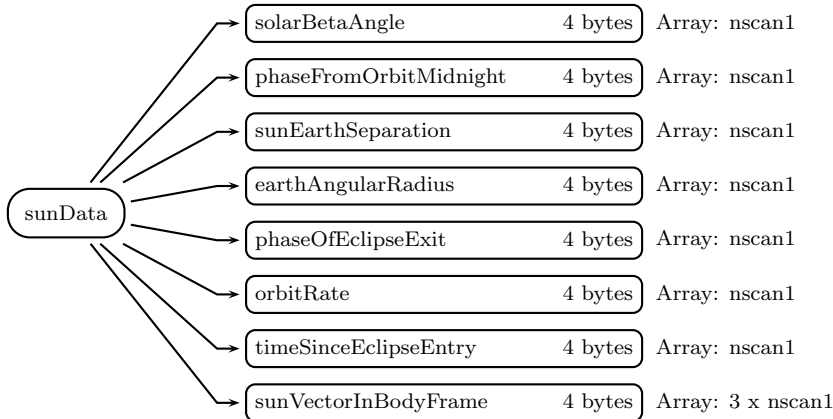 solarBetaAngle 4 bytes Array: nscan1
phaseFromOrbitMidnight 4 bytes Array: nscan1
sunEarthSeparation 4 bytes Array: nscan1
earthAngularRadius 4 bytes Array: nscan1
sunData
phaseOfEclipseExit 4 bytes Array: nscan1
orbitRate 4 bytes Array: nscan1
timeSinceEclipseEntry 4 bytes Array: nscan1
sunVectorInBodyFrame 4 bytes Array: 3 x nscan1